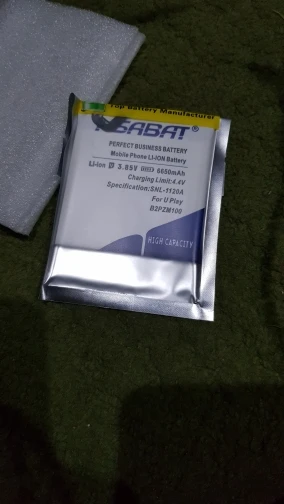 Top Battery Manufacturer
SABAT
PERFECT BUSINESS BATTERY
Mobile Phone LI-ION Battery
Li-ion 3.85V 6650mAh
Charging Limit:4.4V
Specification:SNL-1120A
For U Play
B2PZM100
HIGH CAPACITY